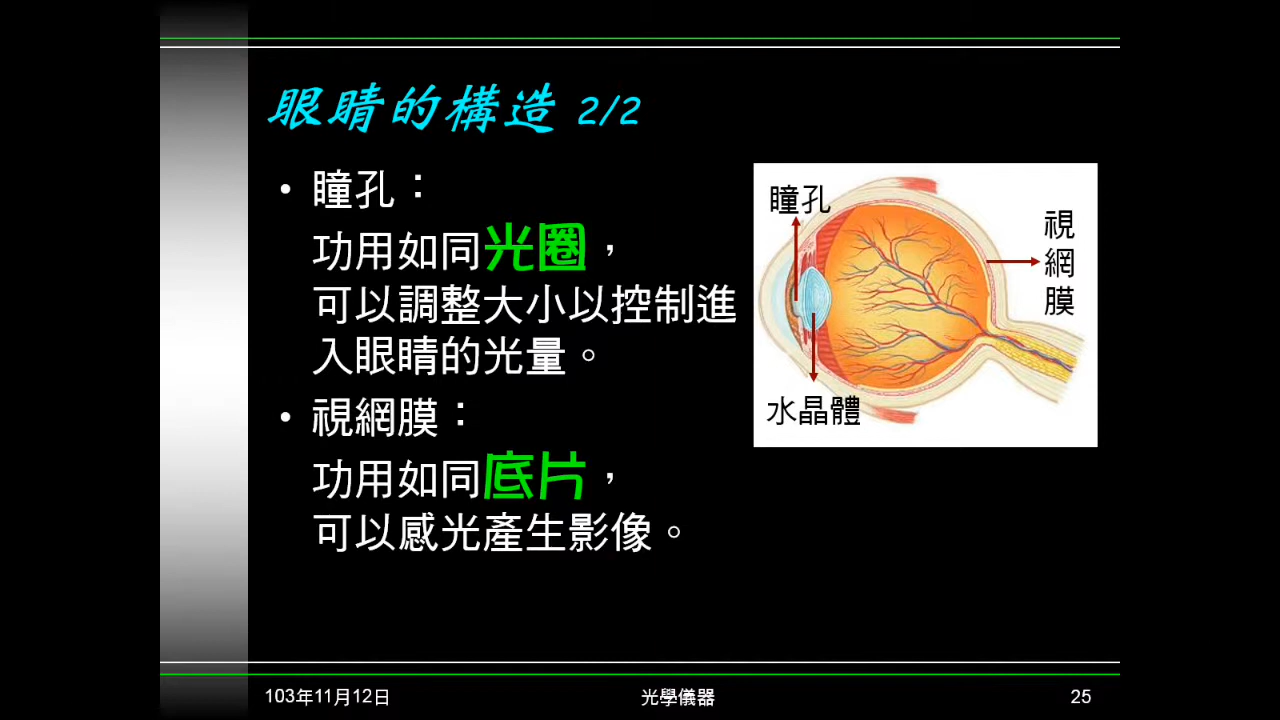 眼睛的構造 2/2
• 瞳孔：
功用如同光圈，
可以調整大小以控制進
入眼睛的光量。
• 視網膜：
功用如同底片，
可以感光產生影像。
瞳孔
視網膜
水晶體
103年11月12日
光學儀器
25